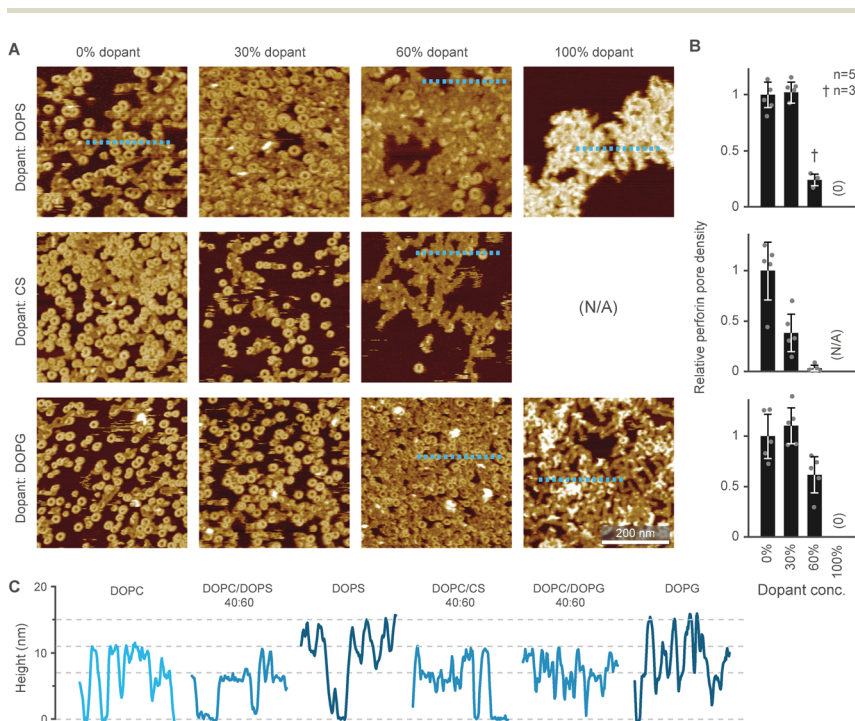 A
0% dopant
30% dopant
60% dopant
100% dopant
Dopant: DOPS
Dopant: CS
(N/A)
Dopant: DOPG
200 nm
B
n=5
† n=3
1
0.5
0
†
(0)
Relative perforin pore density
1
0.5
0
(N/A)
1
0.5
0
(0)
0%
30%
60%
100%
Dopant conc.
C
DOPC
DOPC/DOPS
40:60
DOPS
DOPC/CS
40:60
DOPC/DOPG
40:60
DOPG
Height (nm)
20
10
0